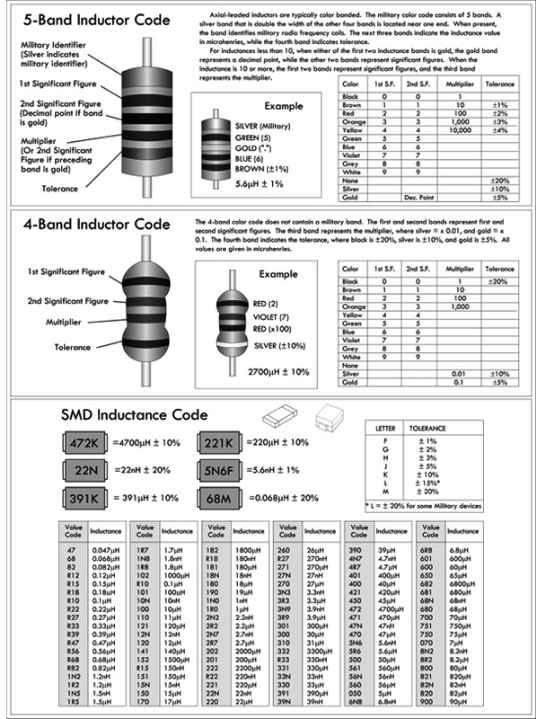 5-Band Inductor Code
Axial-leaded inductors are typically color banded. The military color code consists of 5 bands. A
silver band that is double the width of the other four bands is located near one end. When present,
the band identifies military radio frequency coils. The next three bands indicate the inductance value
in microhenries, while the fourth band indicates tolerance.
For inductances less than 10, when either of the first two inductance bands is gold, the gold band
represents a decimal point, while the other two bands represent significant figures. When the
inductance is 10 or more, the first two bands represent significant figures, and the third band
represents the multiplier.
Military Identifier
(Silver indicates
military identifier)
1st Significant Figure
2nd Significant Figure
(Decimal point if band
is gold)
Multiplier
(Or 2nd Significant
Figure if preceding
band is gold)
Tolerance
Example
SILVER (Military)
GREEN (5)
GOLD (".")
BLUE (6)
BROWN (±1%)
5.6µH ± 1%
Color 1st S.F. 2nd S.F. Multiplier Tolerance
Black 0 0 1
Brown 1 1 10 ±1%
Red 2 2 100 ±2%
Orange 3 3 1,000 ±3%
Yellow 4 4 10,000 ±4%
Green 5 5
Blue 6 6
Violet 7 7
Grey 8 8
White 9 9
None ±20%
Silver ±10%
Gold Dec. Point ±5%
4-Band Inductor Code
The 4-band color code does not contain a military band. The first and second bands represent first and
second significant figures. The third band represents the multiplier, where silver = x 0.01, and gold = x
0.1. The fourth band indicates the tolerance, where black is ±20%, silver is ±10%, and gold is ±5%. All
values are given in microhenries.
1st Significant Figure
2nd Significant Figure
Multiplier
Tolerance
Example
RED (2)
VIOLET (7)
RED (x100)
SILVER (±10%)
2700µH ± 10%
Color 1st S.F. 2nd S.F. Multiplier Tolerance
Black 0 0 1 ±20%
Brown 1 1 10
Red 2 2 100
Orange 3 3 1,000
Yellow 4 4
Green 5 5
Blue 6 6
Violet 7 7
Grey 8 8
White 9 9
None
Silver 0.01 ±10%
Gold 0.1 ±5%
SMD Inductance Code
472K =4700µH ± 10% 221K =220µH ± 10%
22N =22nH ± 20% 5N6F =5.6nH ± 1%
391K = 391µH ± 10% 68M =0.068µH ± 20%
LETTER TOLERANCE
F ± 1%
G ± 2%
H ± 3%
J ± 5%
K ± 10%
L ± 15%*
M ± 20%
* L = ± 20% for some Military devices
Value Code Inductance Value Code Inductance Value Code Inductance Value Code Inductance Value Code Inductance Value Code Inductance
47 0.047µH 1R7 1.7µH 182 1800µH 260 26µH 390 39µH 6R8 6.8µH
68 0.068µH 1N8 1.8nH R18 180nH R27 270nH 4N7 4.7nH 601 600µH
82 0.082µH 1R8 1.8µH 181 180µH 271 270µH 4R7 4.7µH 600 60µH
R12 0.12µH 102 1000µH 18N 18nH 27N 27nH 401 400µH 650 65µH
R15 0.15µH R10 0.1µH 180 18µH 270 27µH 400 40µH 682 6800µH
R18 0.18µH 101 100µH 190 19µH 3N3 3.3nH 421 420µH 681 680µH
R10 0.1µH 10N 10nH 1N0 1nH 3R3 3.3µH 450 45µH 68N 68nH
R22 0.22µH 100 10µH 1R0 1µH 3N9 3.9nH 472 4700µH 680 68µH
R27 0.27µH 110 11µH 2N2 2.2nH 3R9 3.9µH 471 470µH 700 70µH
R33 0.33µH 121 120µH 2R2 2.2µH 301 300µH 47N 47nH 751 750µH
R39 0.39µH 12N 12nH 2N7 2.7nH 300 30µH 470 47µH 750 75µH
R47 0.47µH 120 12µH 2R7 2.7µH 310 31µH 5N6 5.6nH 070 7µH
R56 0.56µH 141 140µH 202 2000µH 332 3300µH 5R6 5.6µH 8N2 8.2nH
R68 0.68µH 152 1500µH 201 200µH R33 330nH 500 50µH 8R2 8.2µH
R82 0.82µH R15 150nH 222 2200µH 331 330µH 561 560µH 800 80µH
1N2 1.2nH 151 150µH R22 220nH 33N 33nH 56N 56nH 821 820µH
1R2 1.2µH 15N 15nH 221 220µH 330 33µH 560 56µH 82N 82nH
1N5 1.5nH 150 15µH 22N 22nH 391 390µH 050 5µH 820 82µH
1R5 1.5µH 170 17µH 220 22µH 39N 39nH 6N8 6.8nH 900 90µH